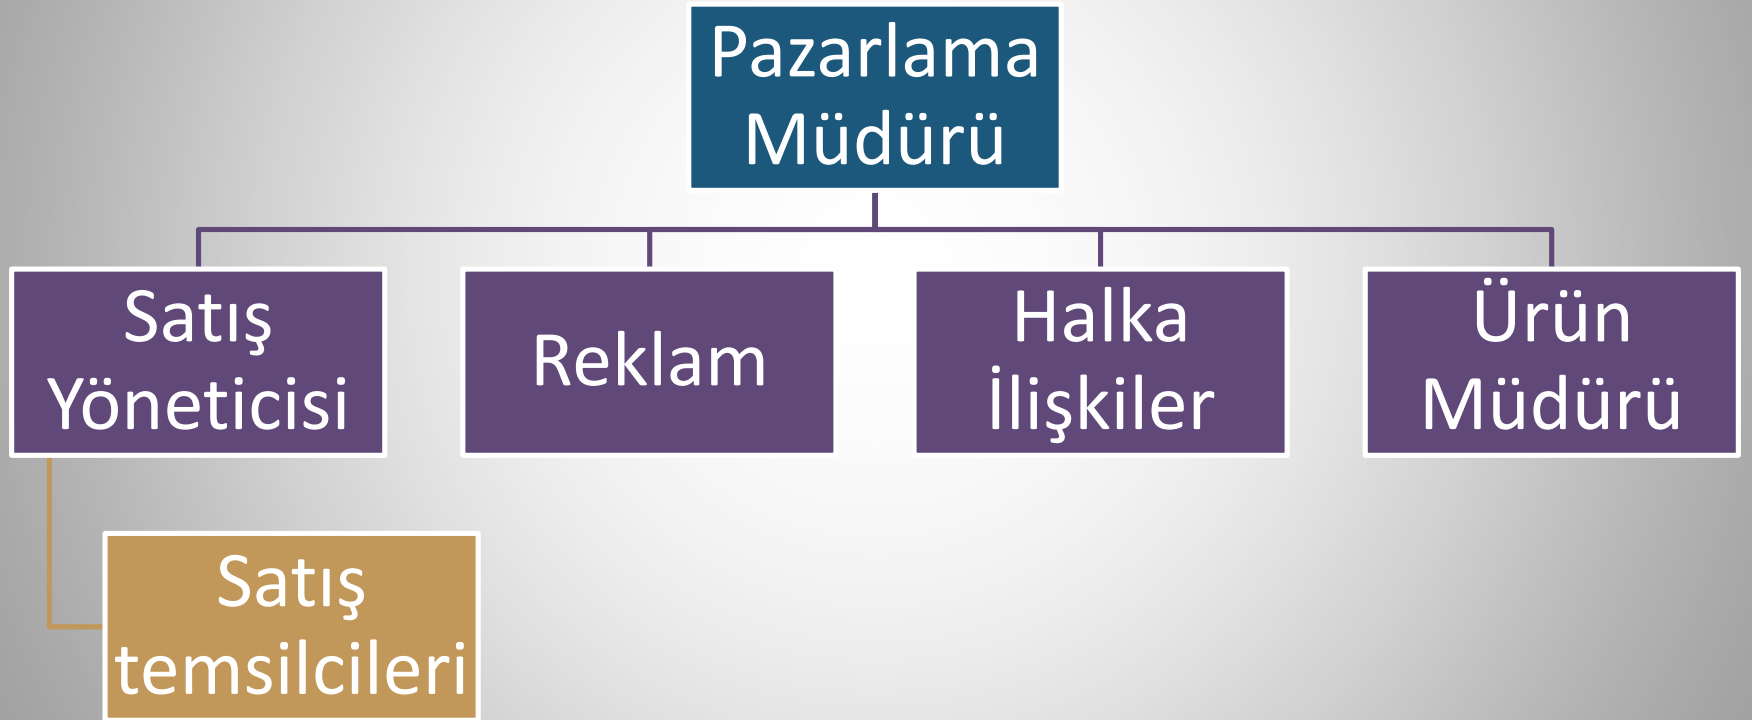 Pazarlama
Müdürü
Satış
Yöneticisi
Reklam
Halka
İlişkiler
Ürün
Müdürü
Satış
temsilcileri